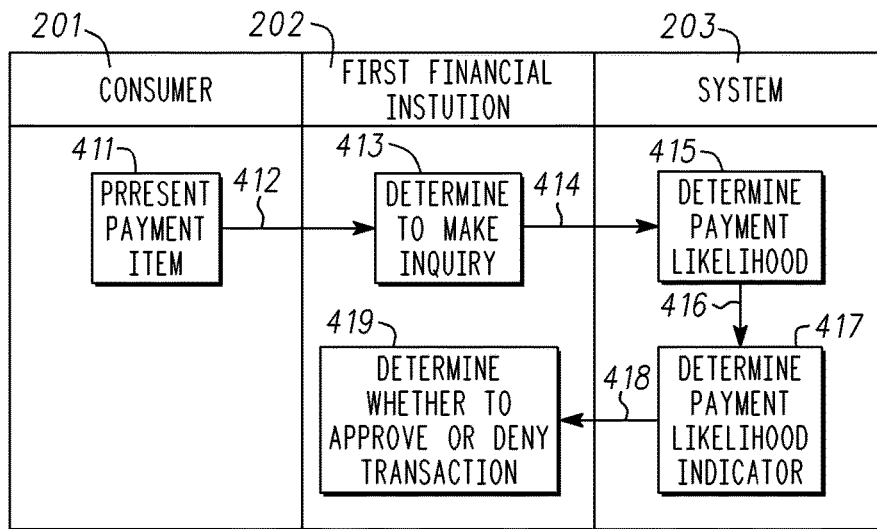 201
202
203
CONSUMER
FIRST FINANCIAL
INSTUTION
SYSTEM
411
PRRESENT
PAYMENT
ITEM
412
413
DETERMINE
TO MAKE
INQUIRY
414
415
DETERMINE
PAYMENT
LIKELIHOOD
416
417
DETERMINE
PAYMENT
LIKELIHOOD
INDICATOR
418
419
DETERMINE
WHETHER TO
APPROVE OR DENY
TRANSACTION